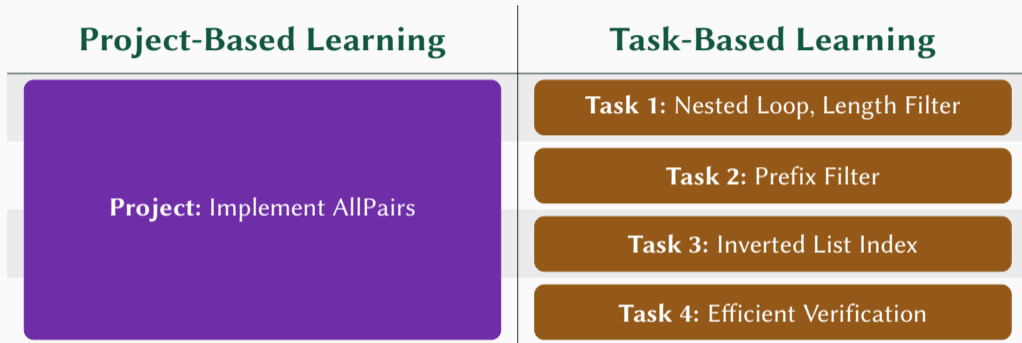 Project-Based Learning
Task-Based Learning
Project: Implement AllPairs
Task 1: Nested Loop, Length Filter
Task 2: Prefix Filter
Task 3: Inverted List Index
Task 4: Efficient Verification